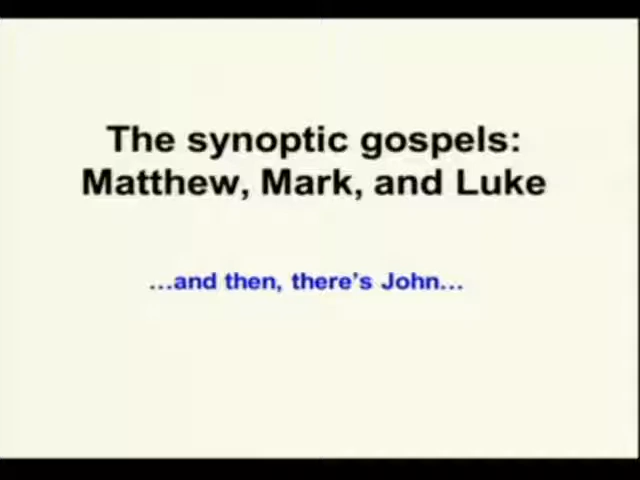 The synoptic gospels:
Matthew, Mark, and Luke
…and then, there’s John…